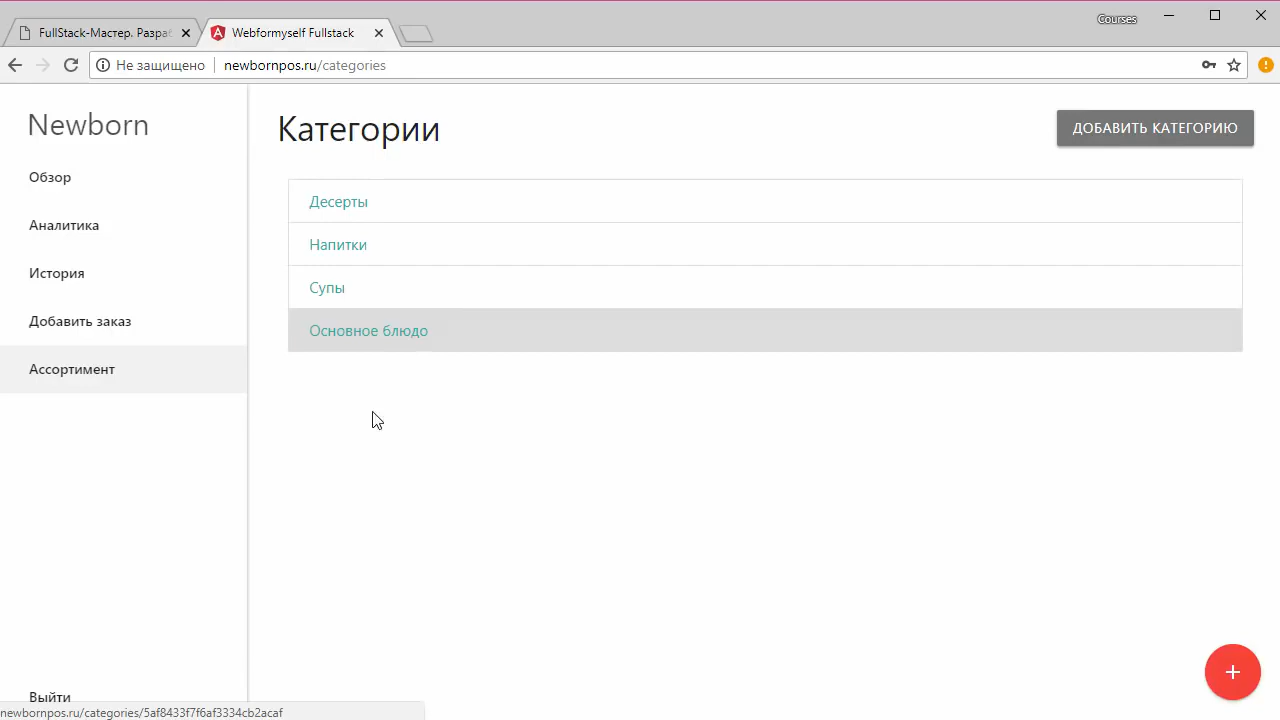 Courses
FullStack-Мастер. Разраб
Webformyself Fullstack
Не защищено
newbornpos.ru/categories
Newborn
Обзор
Аналитика
История
Добавить заказ
Ассортимент
Выйти
Категории
ДОБАВИТЬ КАТЕГОРИЮ
Десерты
Напитки
Супы
Основное блюдо
newbornpos.ru/categories/5af8433f7f6af3334cb2acaf